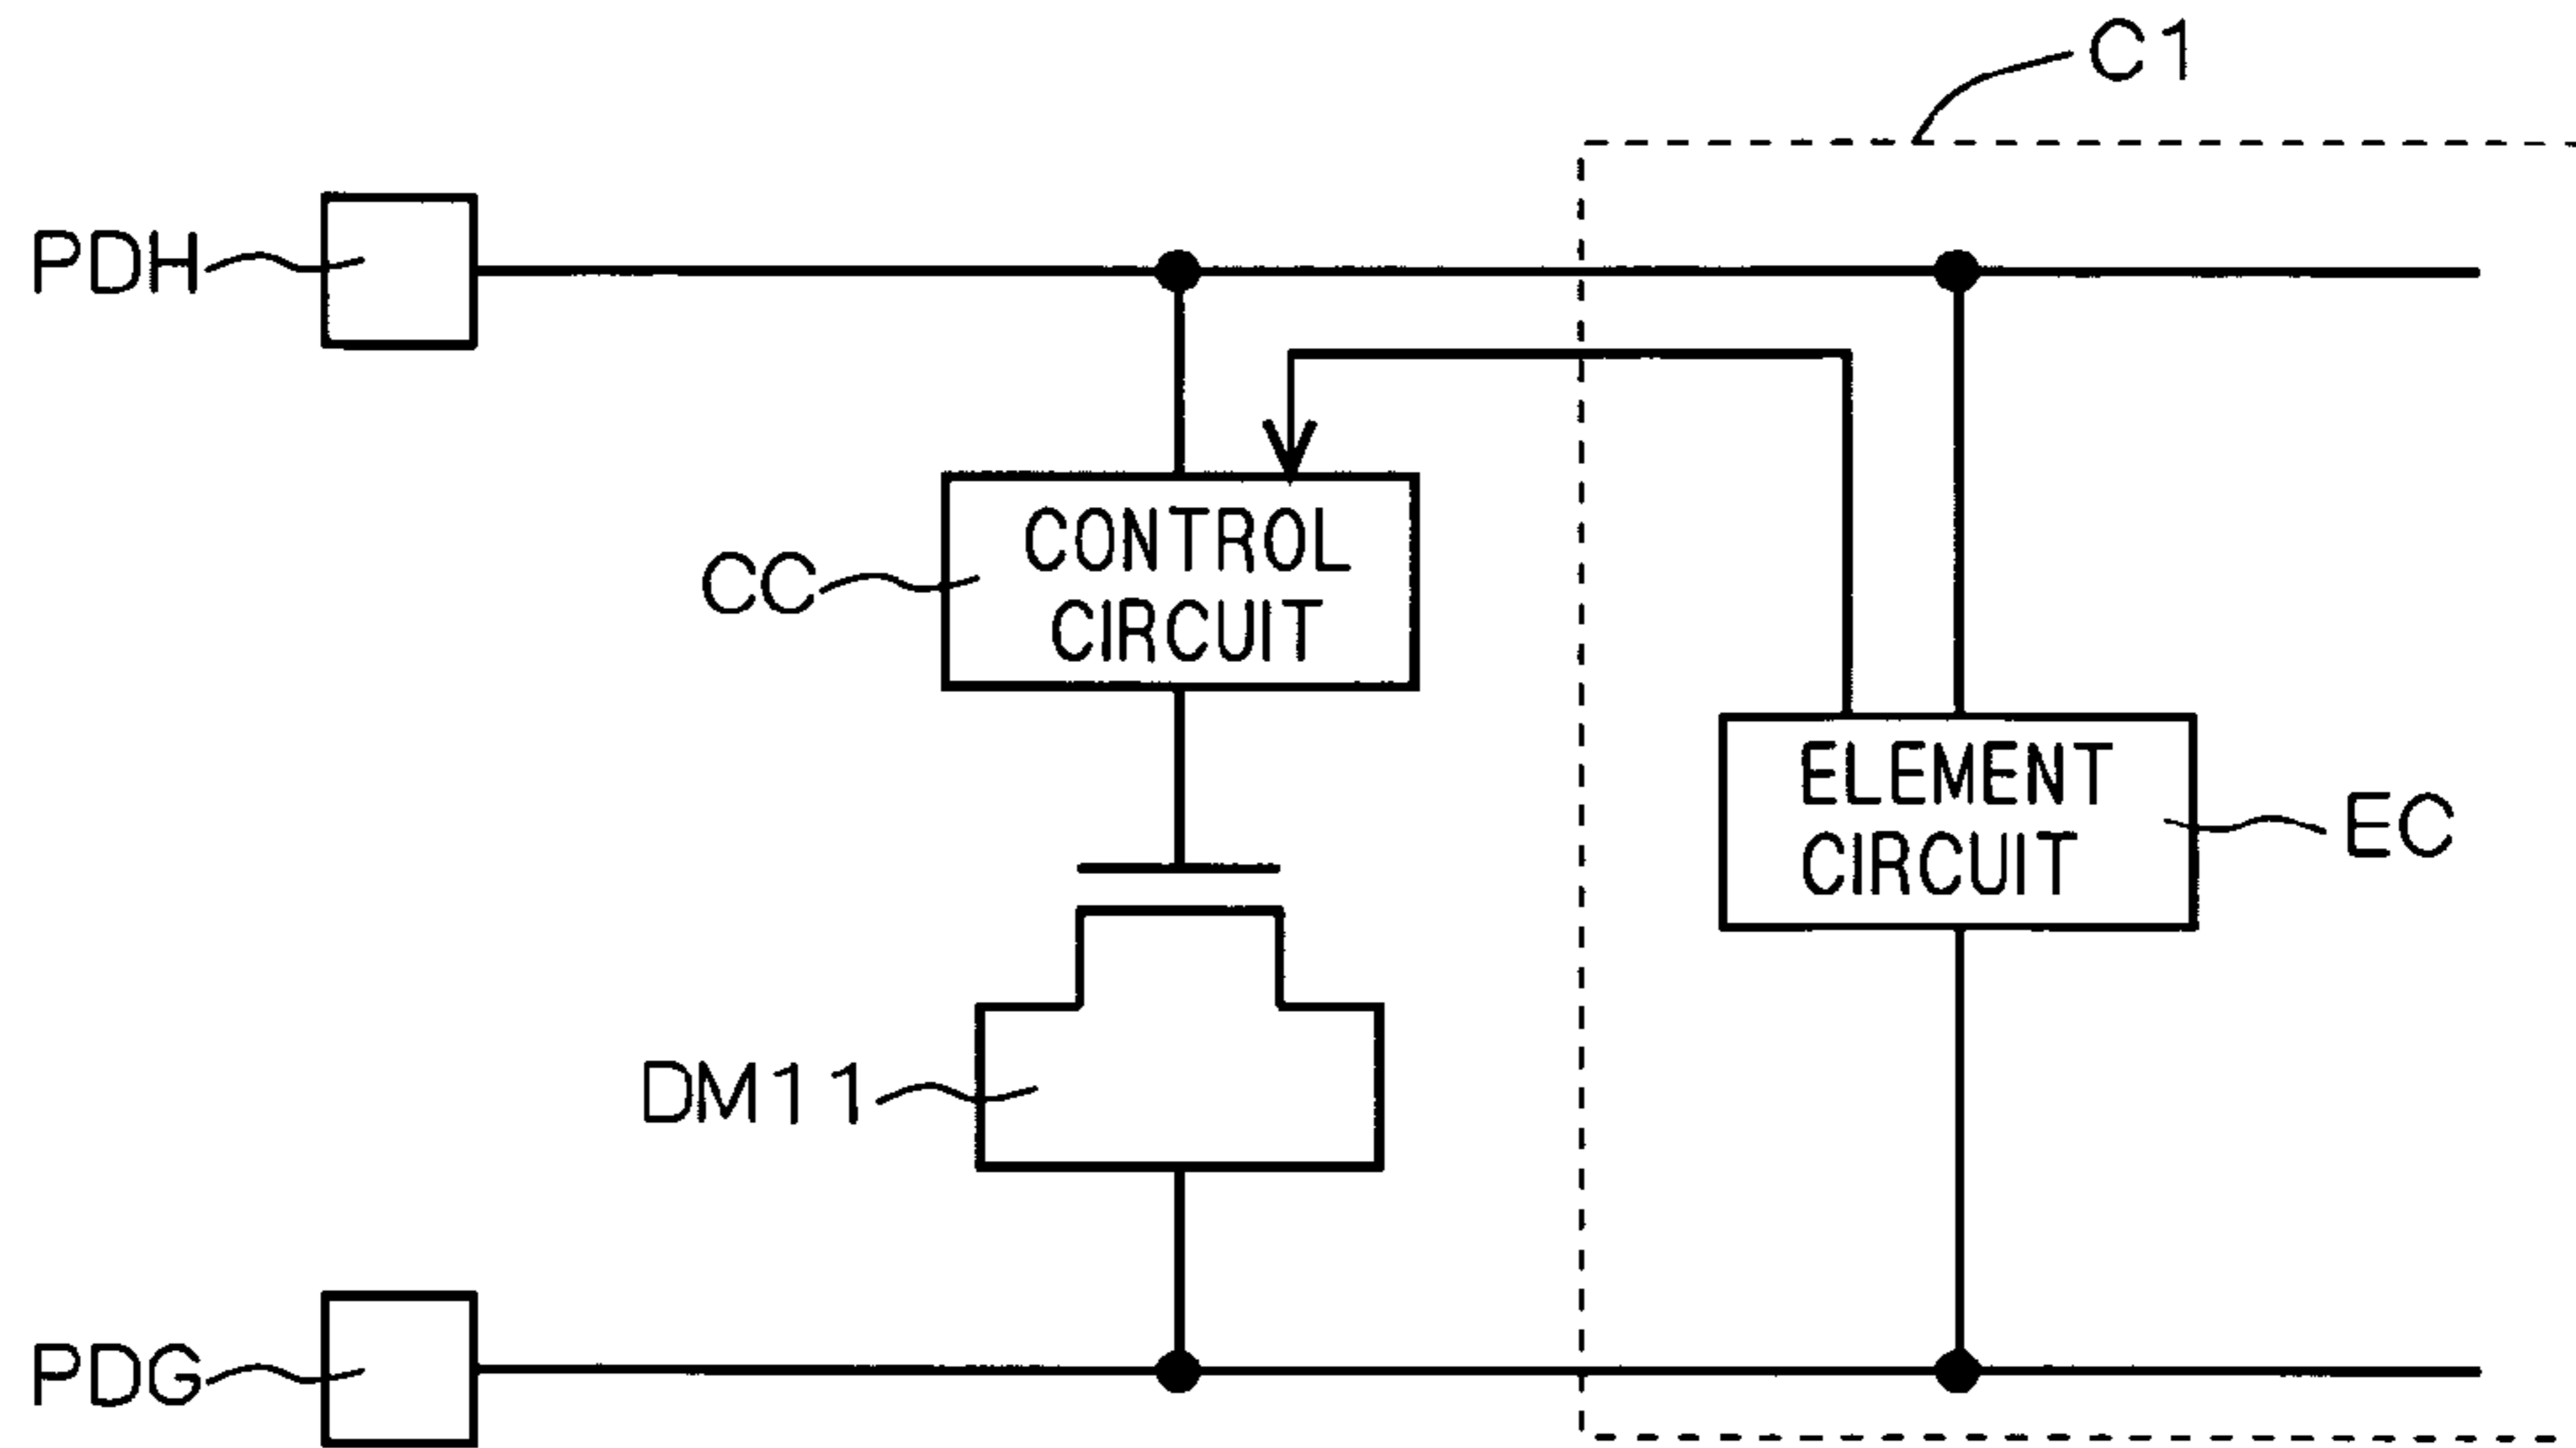 C1
PDH
CONTROL
CIRCUIT
CC
ELEMENT
CIRCUIT
EC
DM11
PDG